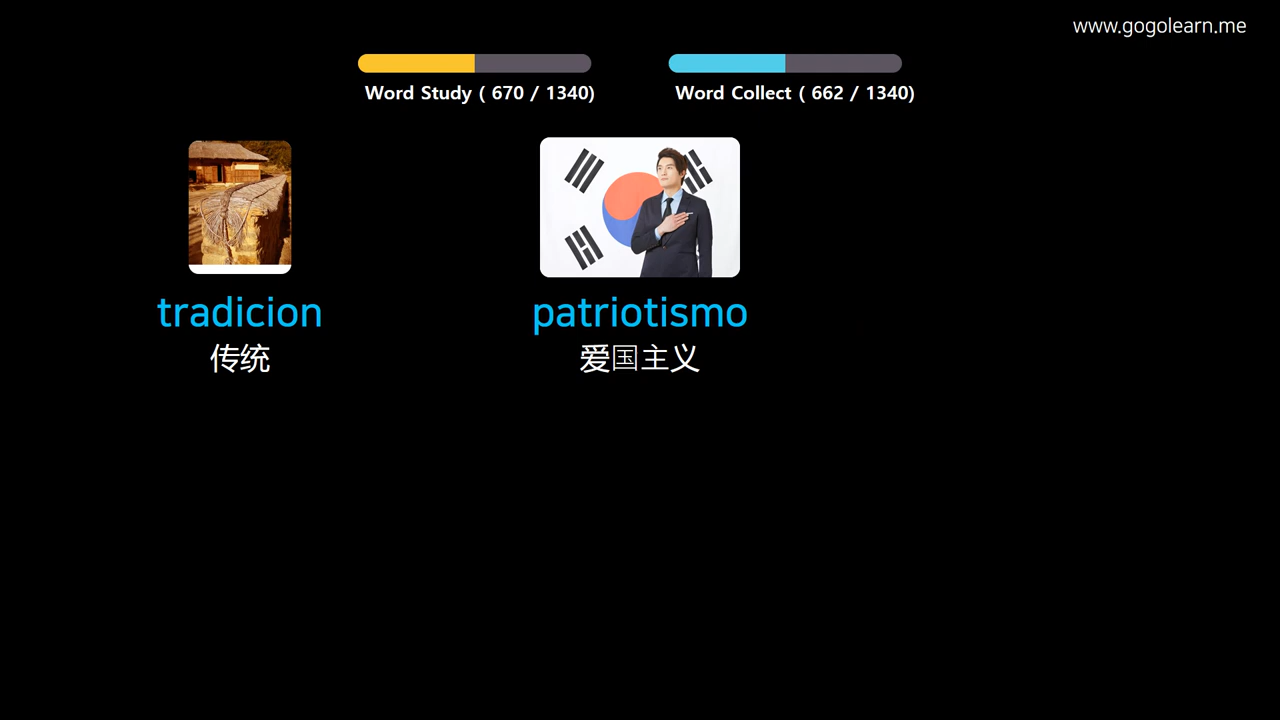 www.gogolearn.me
Word Study ( 670 / 1340)
Word Collect ( 662 / 1340)
tradicion
传统
patriotismo
爱国主义